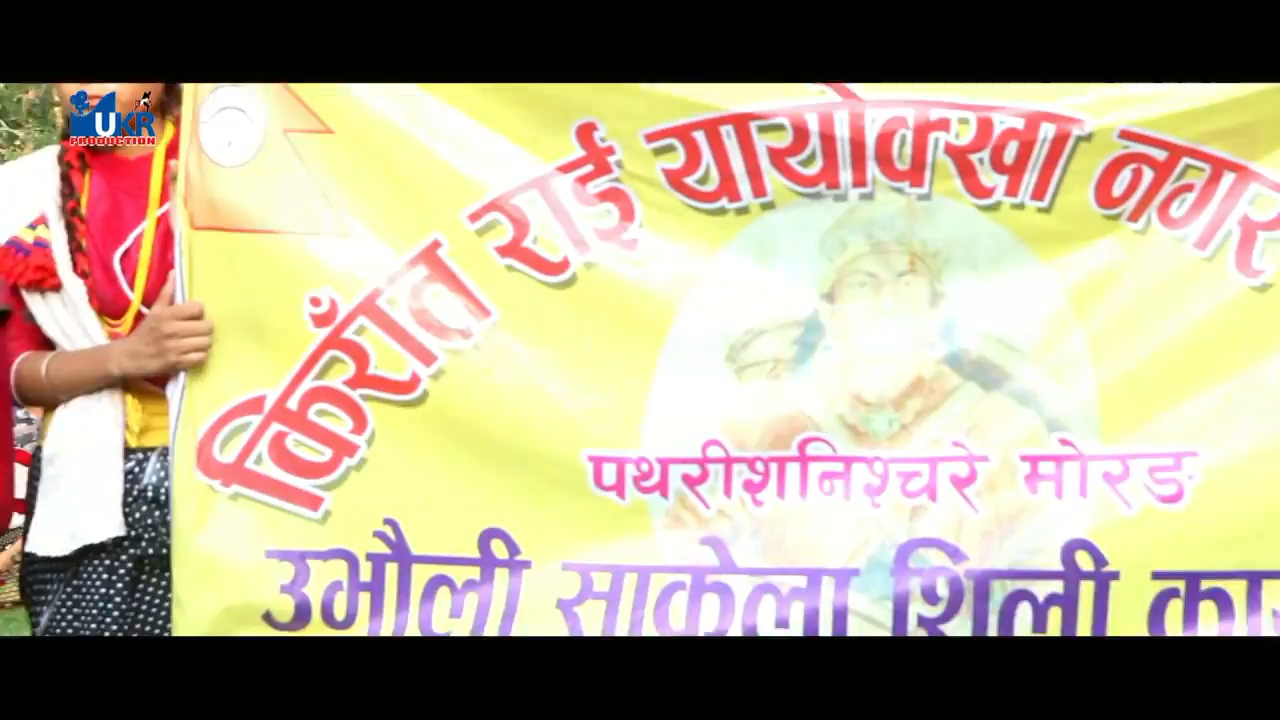 UKR
PRODUCTION
किराँत राई यायोक्खा नगर
पथरीशनिश्चरे मोरङ
उभौली साकेला शिली